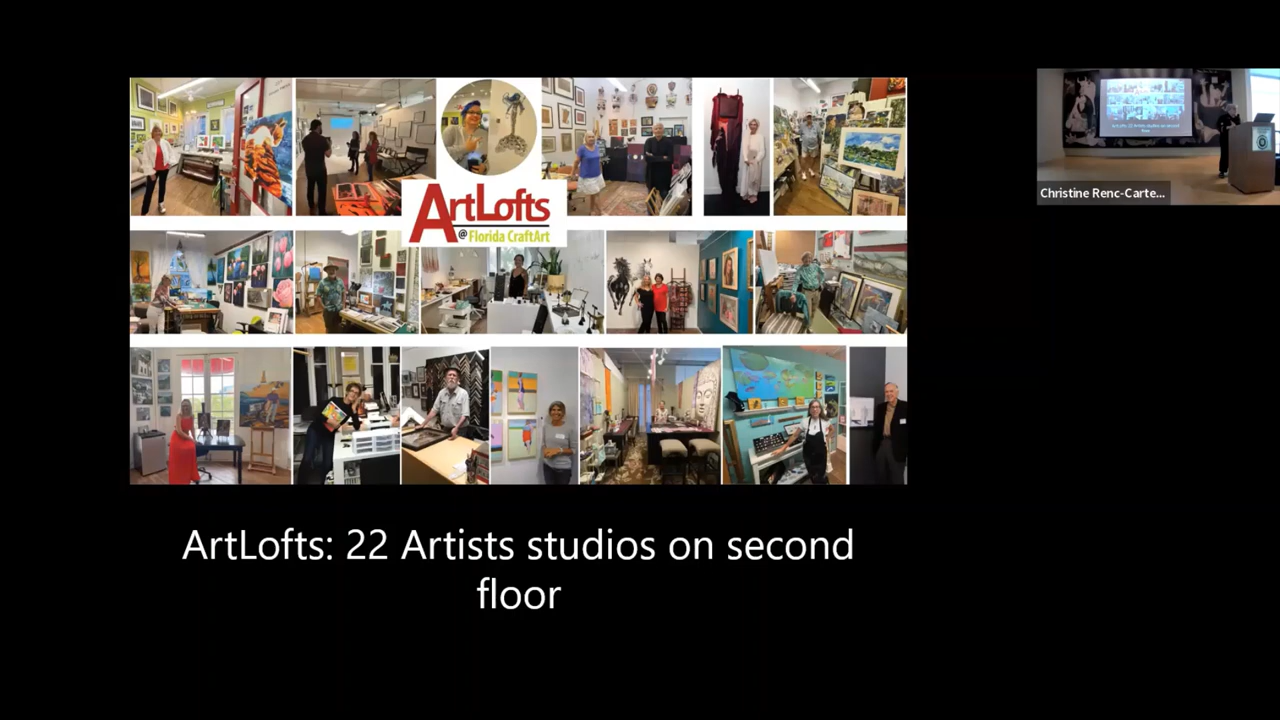 ArtLofts
@ Florida CraftArt
Christine Renc-Carte...
ArtLofts: 22 Artists studios on second
floor